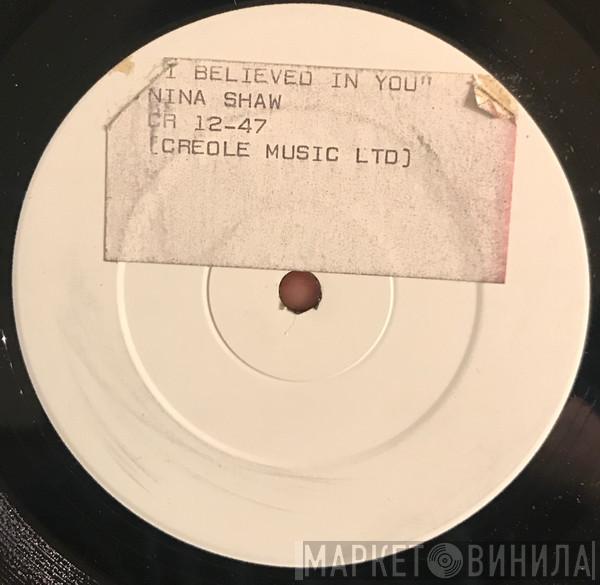 "I BELIEVED IN YOU"
NINA SHAW
CR 12-47
[CREOLE MUSIC LTD]
МАРКЕТ ВИНИЛА